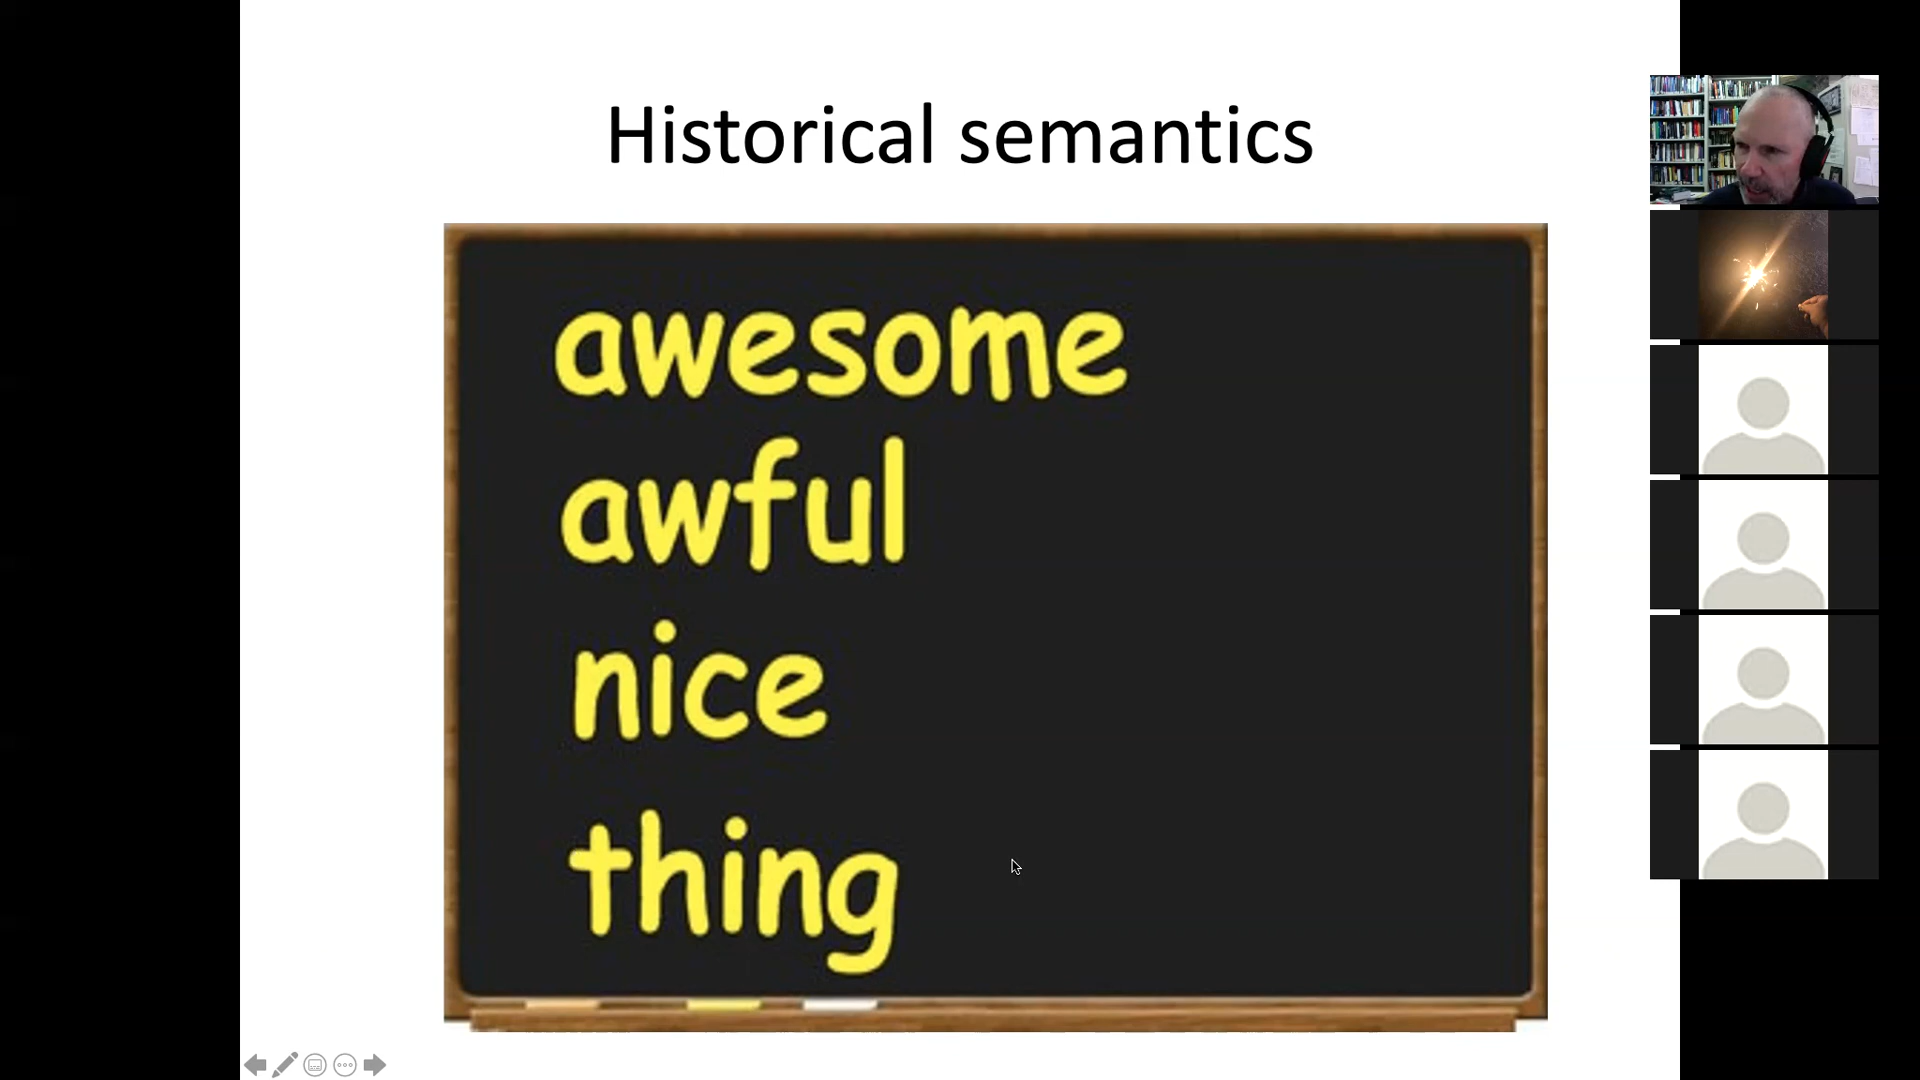 Historical semantics
awesome
awful
nice
thing